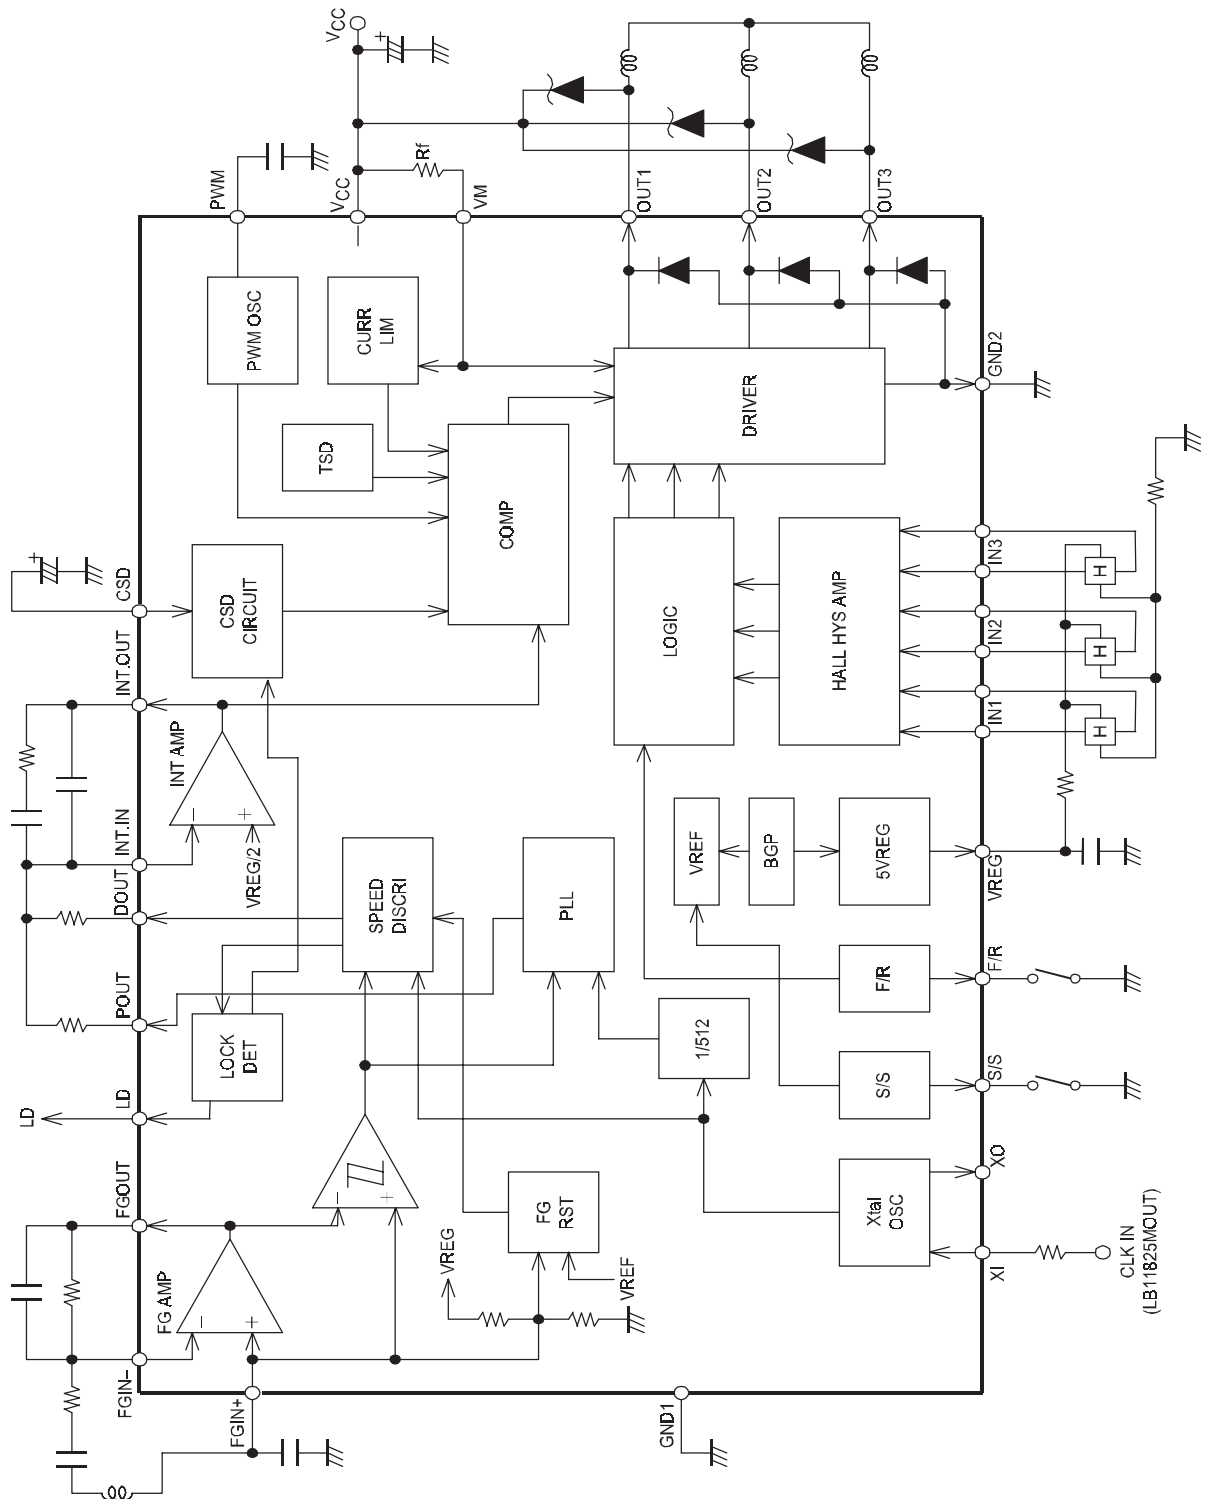 VCC
+
PWM
VCC
Rf
VM
OUT1
OUT2
OUT3
PWM OSC
CURR
LIM
TSD
COMP
DRIVER
GND2
+
CSD
CSD
CIRCUIT
INT.OUT
INT AMP
−
+
VREG/2
INT.IN
DOUT
POUT
LOGIC
HALL HYS AMP
IN3
IN2
IN1
H
H
H
SPEED
DISCRI
PLL
VREF
BGP
5VREG
VREG
F/R
F/R
LOCK
DET
1/512
S/S
S/S
LD
LD
FGOUT
−
+
FG
RST
Xtal
OSC
XO
XI
CLK IN
(LB11825MOUT)
VREG
VREF
FG AMP
−
+
FGIN−
FGIN+
GND1